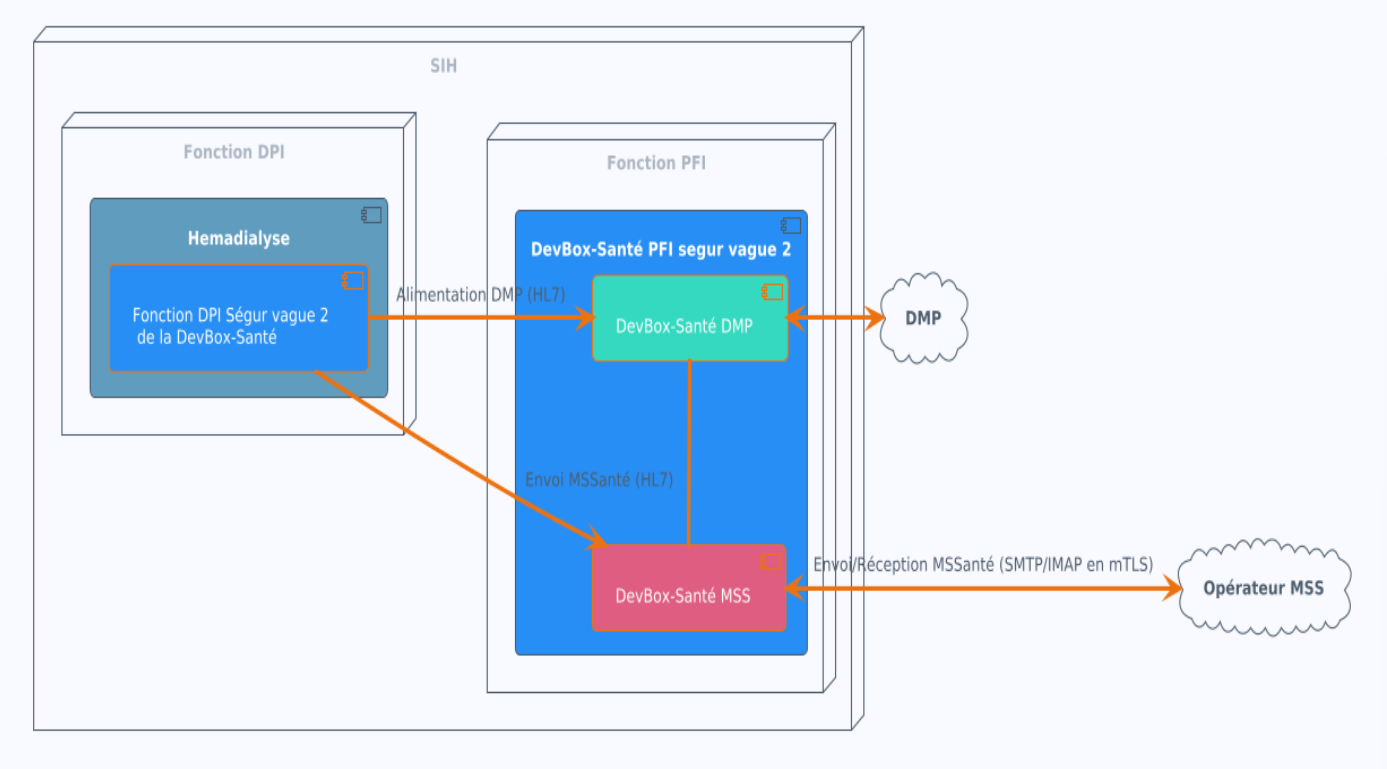 SIH
Fonction DPI
Fonction PFI
Hemadialyse
DevBox-Santé PFI segur vague 2
Fonction DPI Ségur vague 2
de la DevBox-Santé
Alimentation DMP (HL7)
DevBox-Santé DMP
DMP
Envoi MSSanté (HL7)
DevBox-Santé MSS
Envoi/Réception MSSanté (SMTP/IMAP en mTLS)
Opérateur MSS